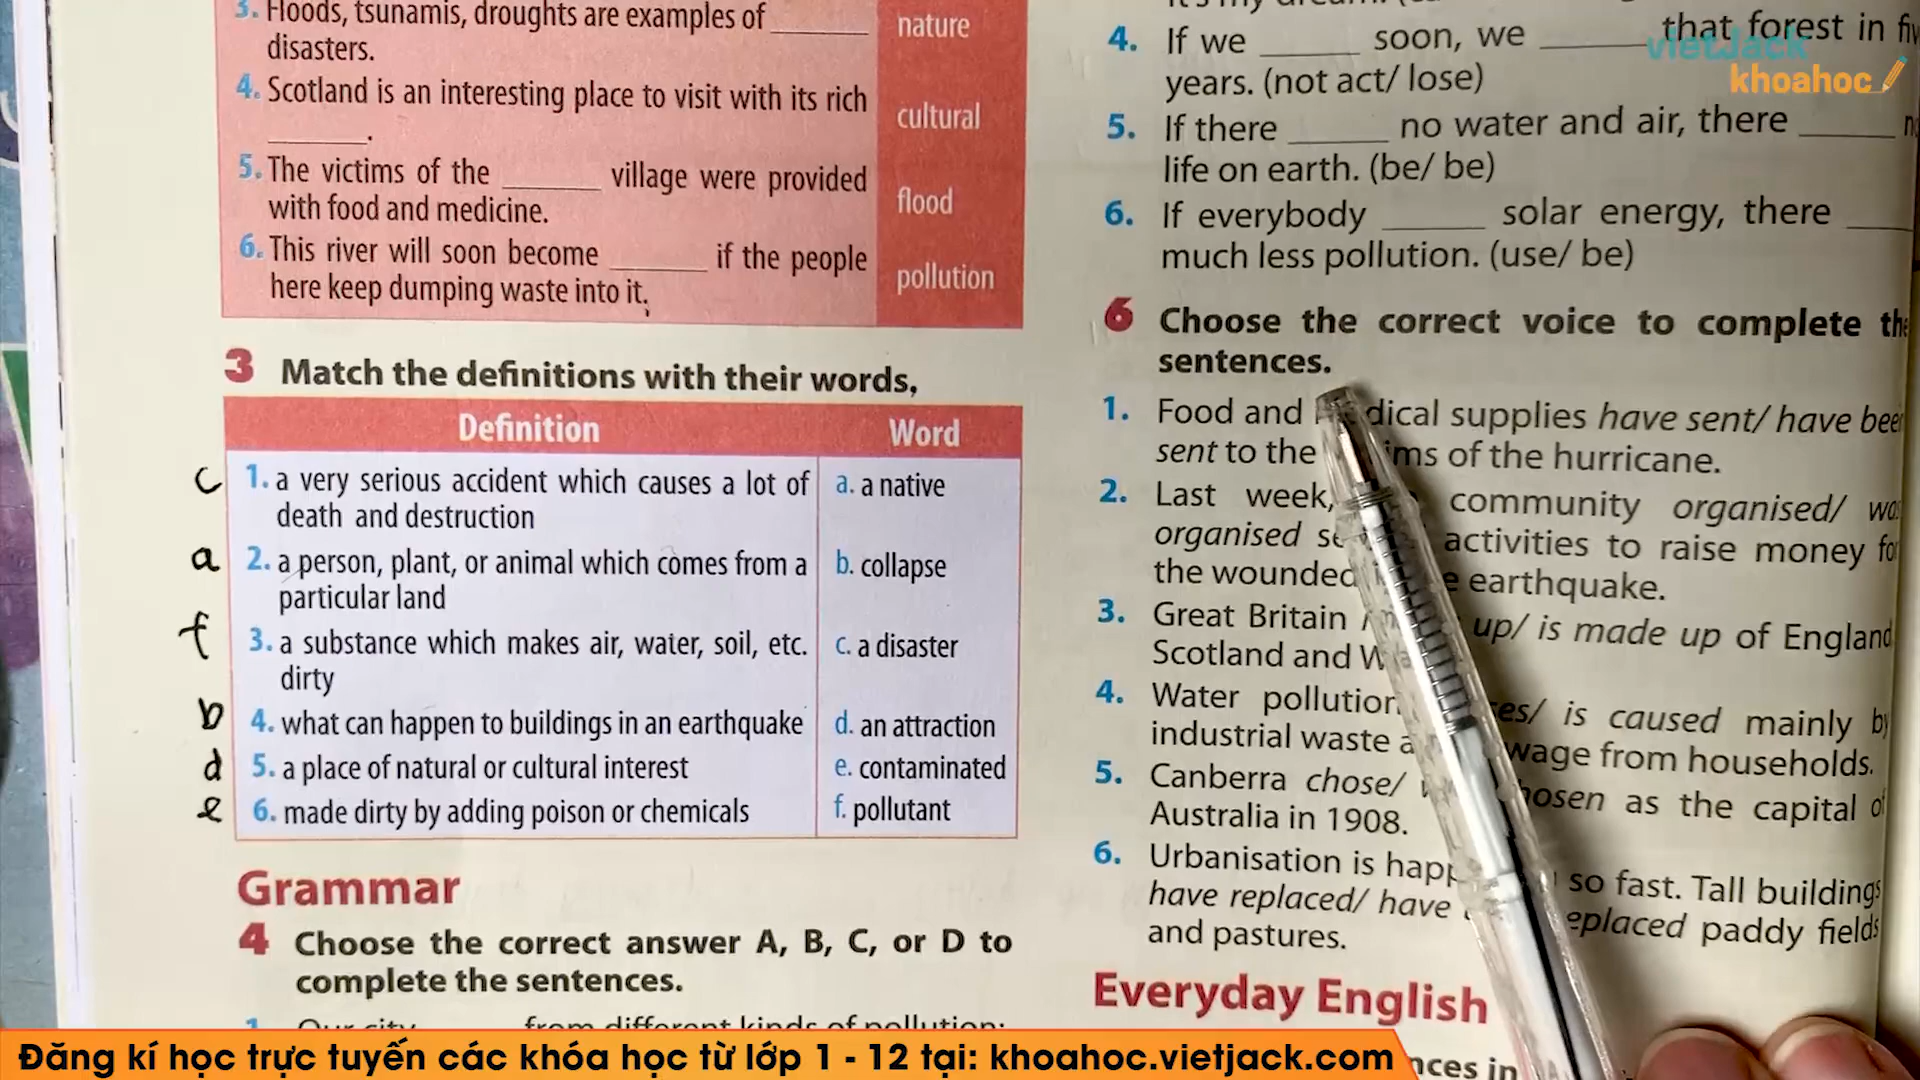 3. Floods, tsunamis, droughts are examples of ______
disasters.
nature
4. Scotland is an interesting place to visit with its rich
______.
cultural
5. The victims of the ______ village were provided
with food and medicine.
flood
6. This river will soon become ______ if the people
here keep dumping waste into it.
pollution
3 Match the definitions with their words,
Definition Word
c 1. a very serious accident which causes a lot of
death and destruction
a. a native
a 2. a person, plant, or animal which comes from a
particular land
b. collapse
f 3. a substance which makes air, water, soil, etc.
dirty
c. a disaster
b 4. what can happen to buildings in an earthquake
d. an attraction
d 5. a place of natural or cultural interest
e. contaminated
e 6. made dirty by adding poison or chemicals
f. pollutant
Grammar
4 Choose the correct answer A, B, C, or D to
complete the sentences.
1. Our city ______ from different kinds of pollution:
4. If we ______ soon, we ______ that forest in
years. (not act/ lose)
5. If there ______ no water and air, there ______
life on earth. (be/ be)
6. If everybody ______ solar energy, there ______
much less pollution. (use/ be)
6 Choose the correct voice to complete
sentences.
1. Food and supplies have sent/ have
sent to the of the hurricane.
2. Last week, community organised/
organised activities to raise money
the wounded earthquake.
3. Great Britain up/ is made up of England
Scotland and
4. Water pollution is caused mainly
industrial waste from households.
5. Canberra chose/ as the capital
Australia in 1908.
6. Urbanisation is so fast. Tall buildings
have replaced/ have paddy fields
and pastures.
Everyday English
in
vietJack
khoahoc
Đăng kí học trực tuyến các khóa học từ lớp 1 - 12 tại: khoahoc.vietjack.com